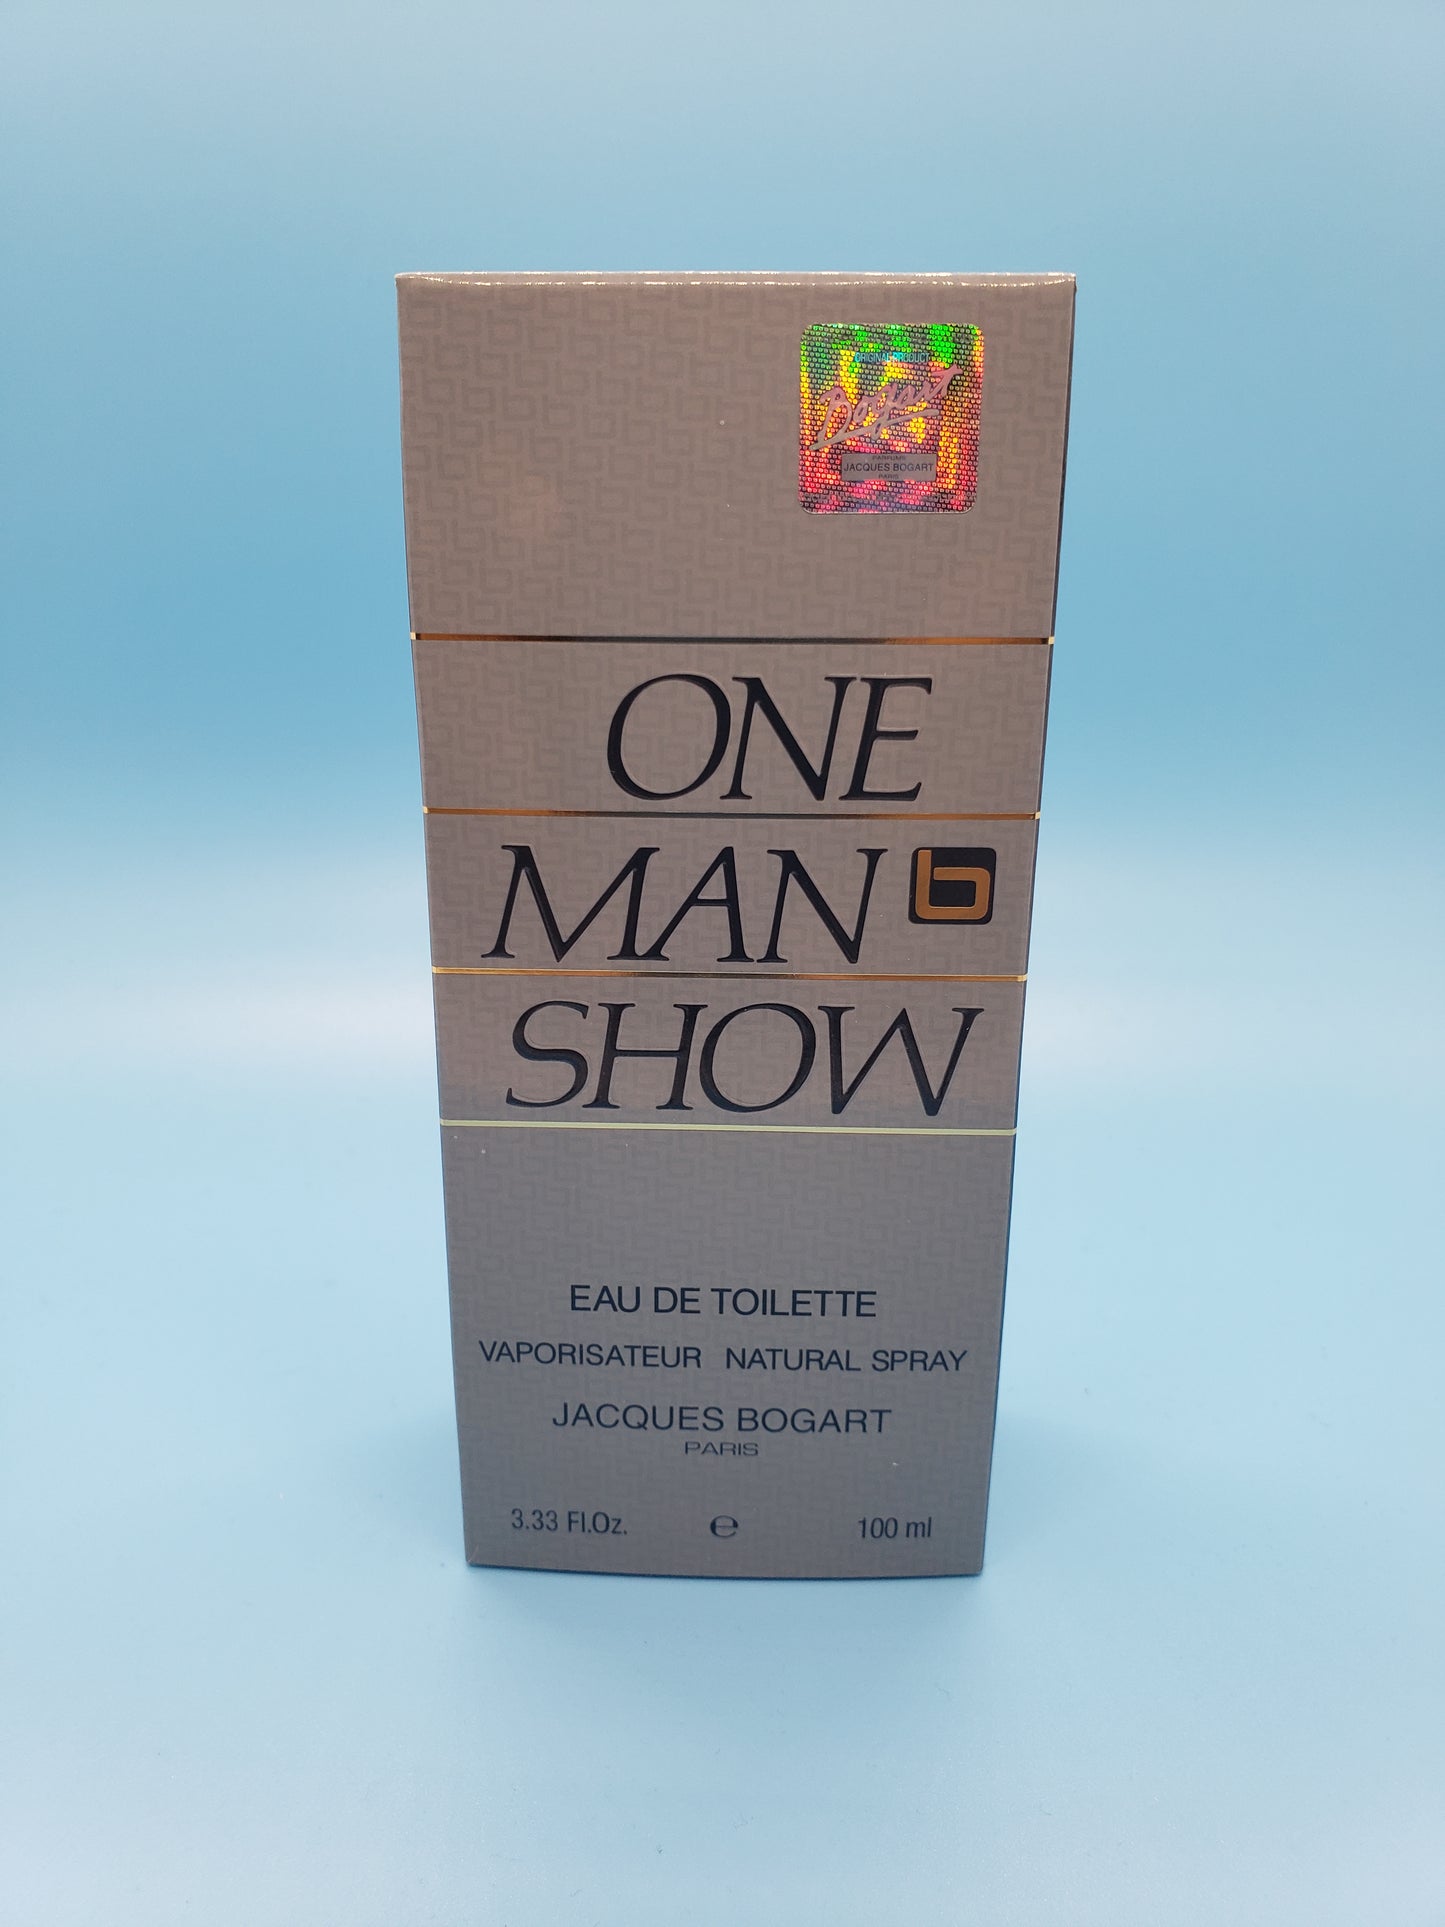 ORIGINAL PRODUCT
Bogart
PARFUMS
JACQUES BOGART
PARIS
ONE
MAN b
SHOW
EAU DE TOILETTE
VAPORISATEUR NATURAL SPRAY
JACQUES BOGART
PARIS
3.33 Fl.Oz. e 100 ml